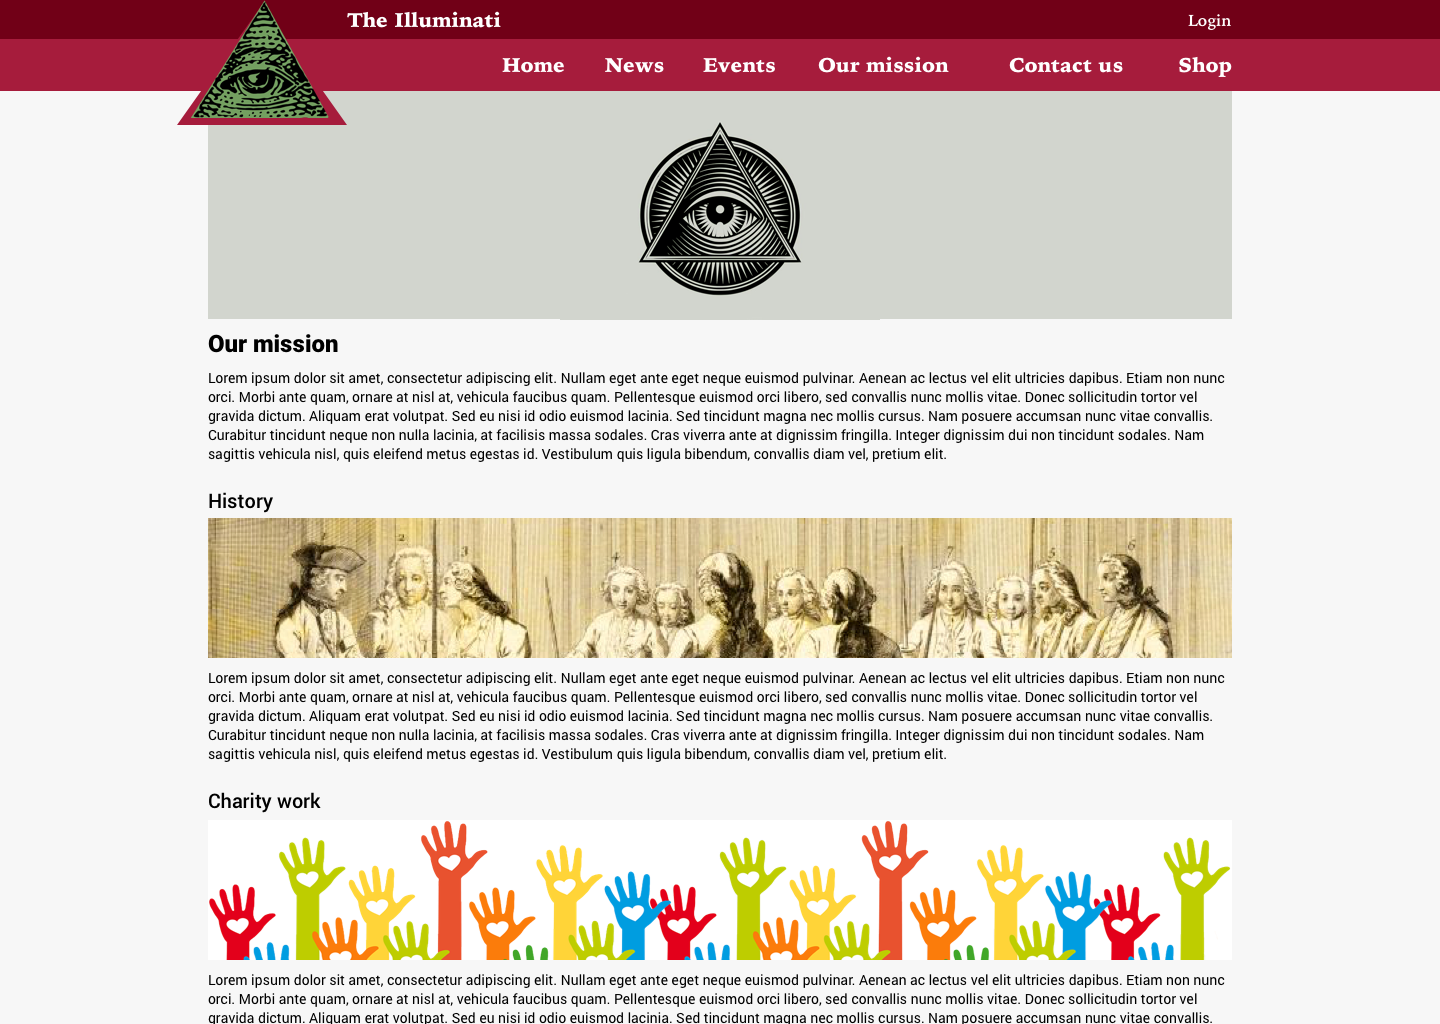 The Illuminati
Login
Home News Events Our mission Contact us Shop
Our mission
Lorem ipsum dolor sit amet, consectetur adipiscing elit. Nullam eget ante eget neque euismod pulvinar. Aenean ac lectus vel elit ultricies dapibus. Etiam non nunc
orci. Morbi ante quam, ornare at nisl at, vehicula faucibus quam. Pellentesque euismod orci libero, sed convallis nunc mollis vitae. Donec sollicitudin tortor vel
gravida dictum. Aliquam erat volutpat. Sed eu nisi id odio euismod lacinia. Sed tincidunt magna nec mollis cursus. Nam posuere accumsan nunc vitae convallis.
Curabitur tincidunt neque non nulla lacinia, at facilisis massa sodales. Cras viverra ante at dignissim fringilla. Integer dignissim dui non tincidunt sodales. Nam
sagittis vehicula nisl, quis eleifend metus egestas id. Vestibulum quis ligula bibendum, convallis diam vel, pretium elit.
History
2 3 4 7 5 6
Lorem ipsum dolor sit amet, consectetur adipiscing elit. Nullam eget ante eget neque euismod pulvinar. Aenean ac lectus vel elit ultricies dapibus. Etiam non nunc
orci. Morbi ante quam, ornare at nisl at, vehicula faucibus quam. Pellentesque euismod orci libero, sed convallis nunc mollis vitae. Donec sollicitudin tortor vel
gravida dictum. Aliquam erat volutpat. Sed eu nisi id odio euismod lacinia. Sed tincidunt magna nec mollis cursus. Nam posuere accumsan nunc vitae convallis.
Curabitur tincidunt neque non nulla lacinia, at facilisis massa sodales. Cras viverra ante at dignissim fringilla. Integer dignissim dui non tincidunt sodales. Nam
sagittis vehicula nisl, quis eleifend metus egestas id. Vestibulum quis ligula bibendum, convallis diam vel, pretium elit.
Charity work
Lorem ipsum dolor sit amet, consectetur adipiscing elit. Nullam eget ante eget neque euismod pulvinar. Aenean ac lectus vel elit ultricies dapibus. Etiam non nunc
orci. Morbi ante quam, ornare at nisl at, vehicula faucibus quam. Pellentesque euismod orci libero, sed convallis nunc mollis vitae. Donec sollicitudin tortor vel
gravida dictum. Aliquam erat volutpat. Sed eu nisi id odio euismod lacinia. Sed tincidunt magna nec mollis cursus. Nam posuere accumsan nunc vitae convallis.